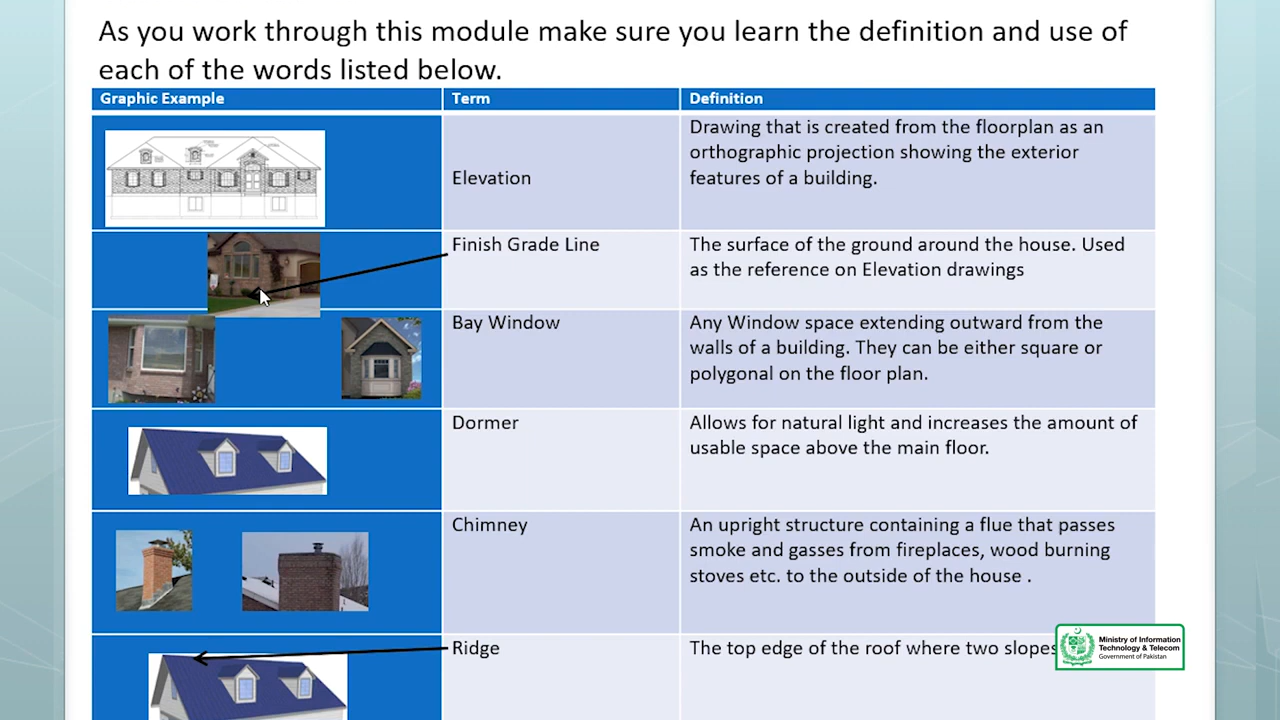 As you work through this module make sure you learn the definition and use of
each of the words listed below.
Graphic Example
Term
Definition
Elevation
Drawing that is created from the floorplan as an
orthographic projection showing the exterior
features of a building.
Finish Grade Line
The surface of the ground around the house. Used
as the reference on Elevation drawings
Bay Window
Any Window space extending outward from the
walls of a building. They can be either square or
polygonal on the floor plan.
Dormer
Allows for natural light and increases the amount of
usable space above the main floor.
Chimney
An upright structure containing a flue that passes
smoke and gasses from fireplaces, wood burning
stoves etc. to the outside of the house .
Ridge
The top edge of the roof where two slopes
Ministry of Information
Technology & Telecom
Government of Pakistan